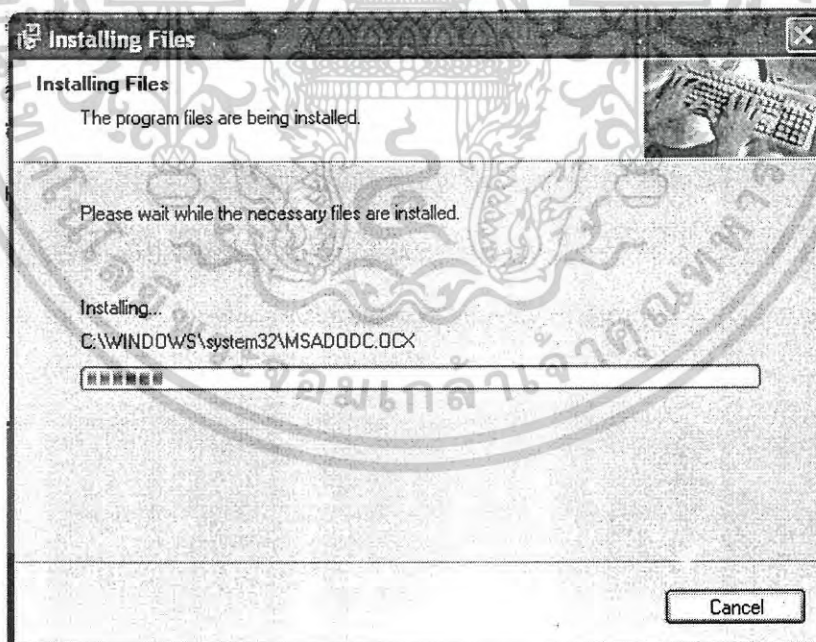 Installing Files
Installing Files
The program files are being installed.
Please wait while the necessary files are installed.
Installing...
C:\WINDOWS\system32\MSADODC.OCX
Cancel